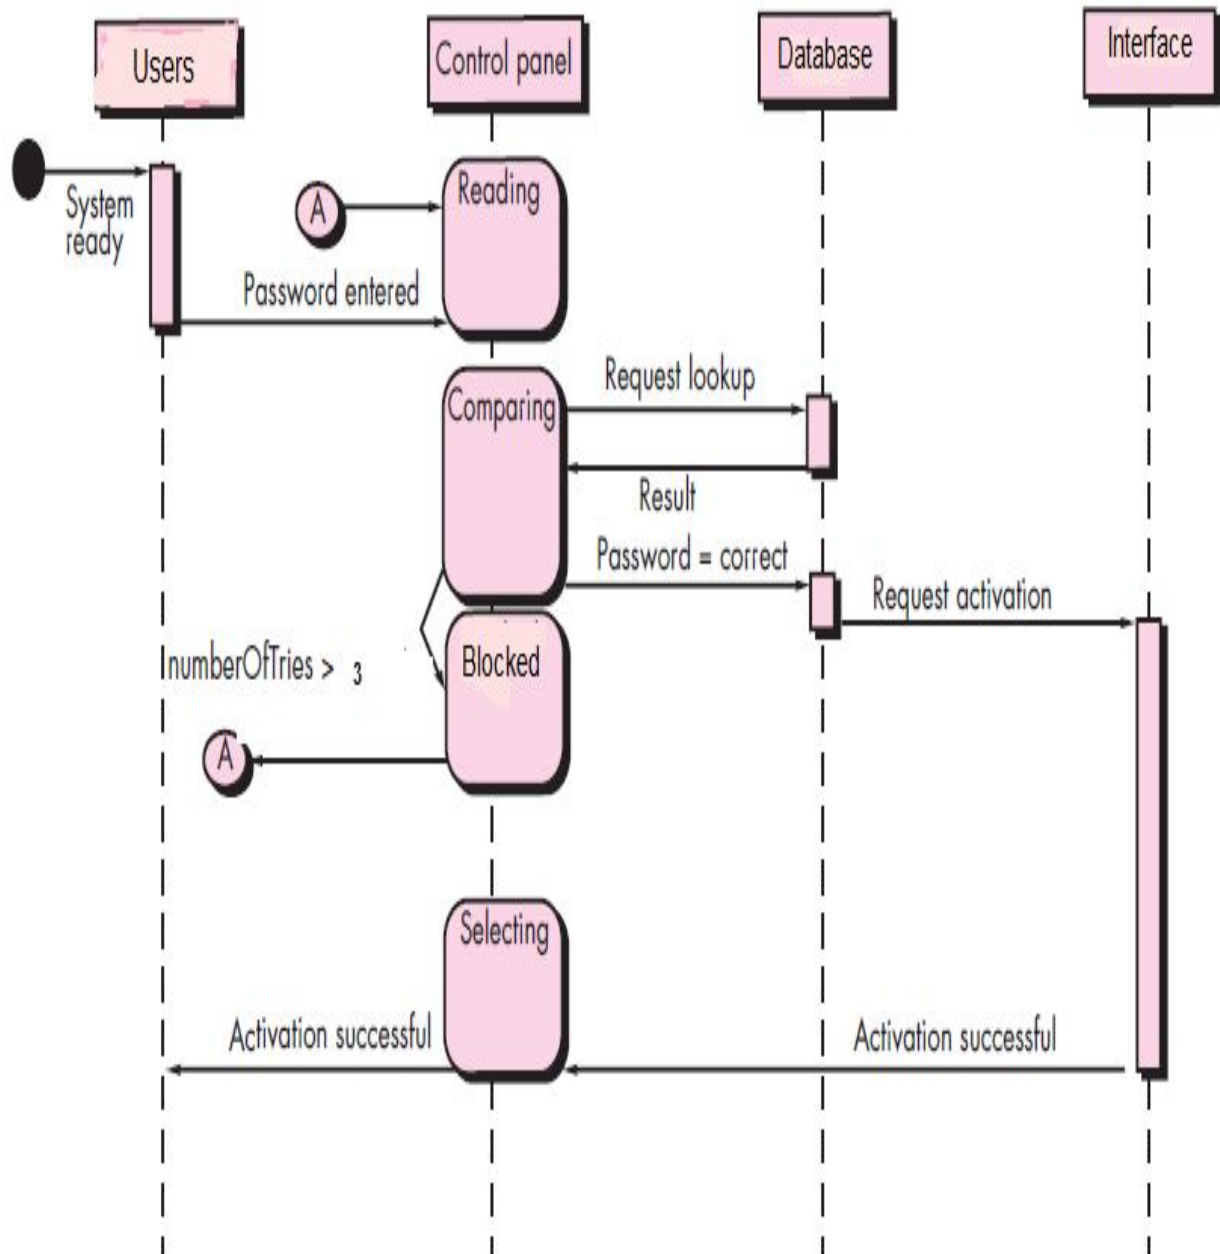 Users
Control panel
Database
Interface
System
ready
A
Reading
Password entered
Comparing
Request lookup
Result
Password = correct
Request activation
numberOfTries > 3
Blocked
A
Selecting
Activation successful
Activation successful